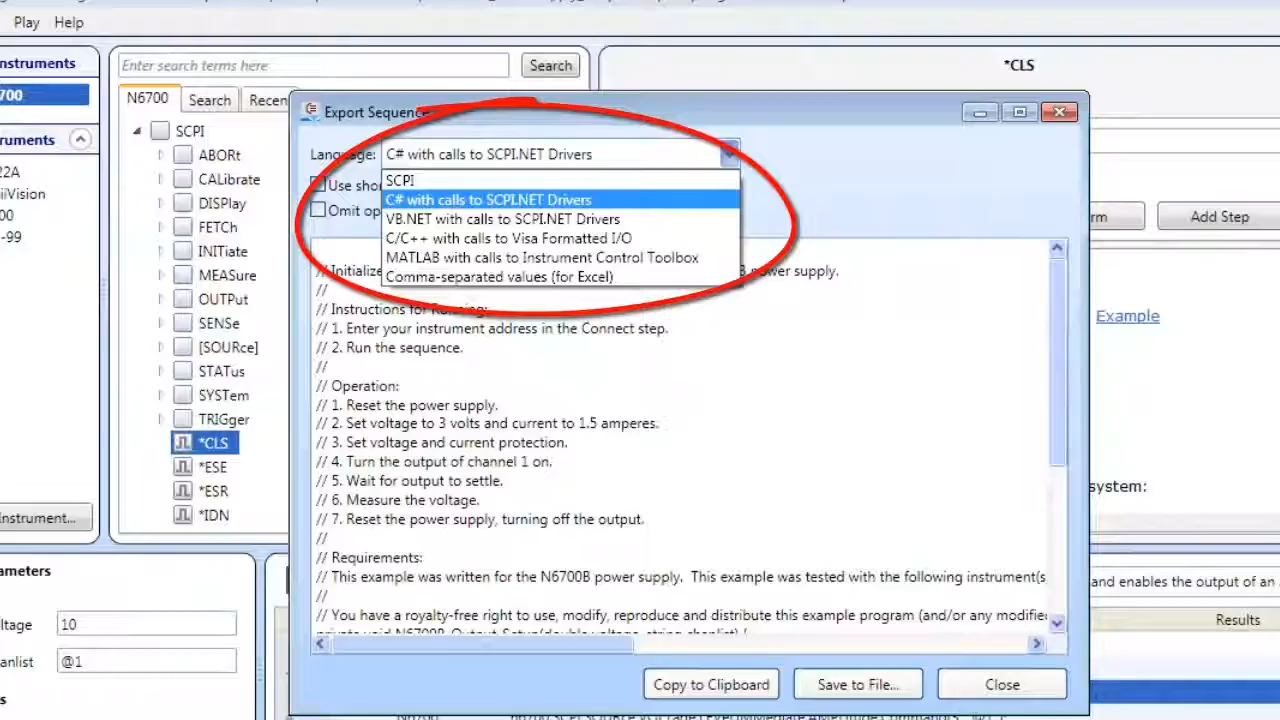 Play Help
nstruments
700
ruments
22A
iiVision
00
-99
nstrument...
Enter search terms here
Search
N6700 Search Recen
SCPI
ABORt
CALibrate
DISPlay
FETCh
INITiate
MEASure
OUTPut
SENSe
[SOURce]
STATus
SYSTem
TRIGger
*CLS
*ESE
*ESR
*IDN
*CLS
rm
Add Step
Example
system:
and enables the output of an
Results
Export Sequence
Language: C# with calls to SCPI.NET Drivers
SCPI
C# with calls to SCPI.NET Drivers
VB.NET with calls to SCPI.NET Drivers
C/C++ with calls to Visa Formatted I/O
MATLAB with calls to Instrument Control Toolbox
Comma-separated values (for Excel)
Use shor
Omit op
// Initialize B power supply.
//
// Instructions for Running:
// 1. Enter your instrument address in the Connect step.
// 2. Run the sequence.
//
// Operation:
// 1. Reset the power supply.
// 2. Set voltage to 3 volts and current to 1.5 amperes.
// 3. Set voltage and current protection.
// 4. Turn the output of channel 1 on.
// 5. Wait for output to settle.
// 6. Measure the voltage.
// 7. Reset the power supply, turning off the output.
//
// Requirements:
// This example was written for the N6700B power supply. This example was tested with the following instrument(s
//
// You have a royalty-free right to use, modify, reproduce and distribute this example program (and/or any modifie
Copy to Clipboard
Save to File...
Close
ameters
ltage 10
anlist @1
s